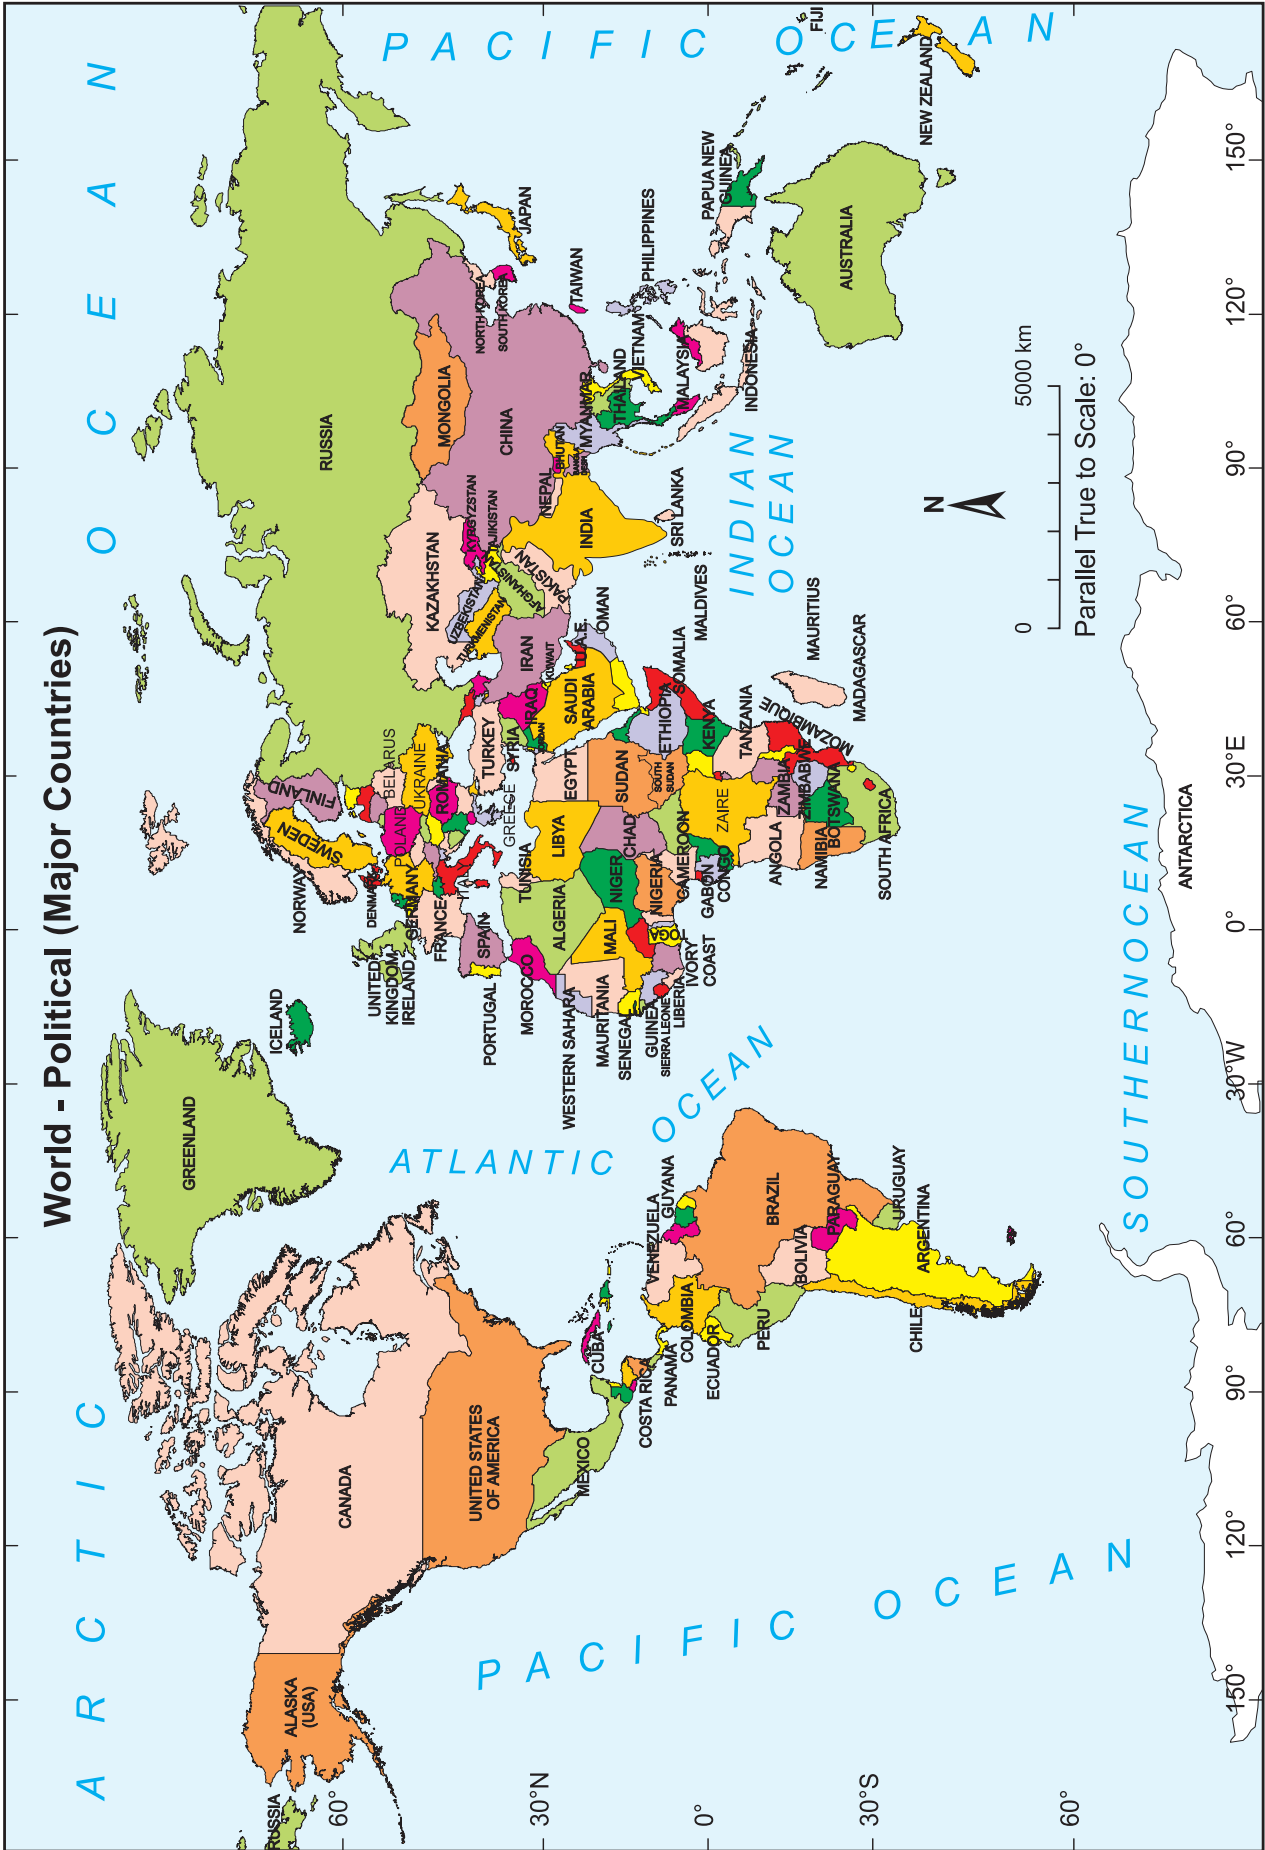 World - Political (Major Countries)
ARCTIC OCEAN
RUSSIA
ALASKA
(USA)
CANADA
GREENLAND
ICELAND
UNITED STATES
OF AMERICA
MEXICO
CUBA
COSTA RICA
PANAMA
VENEZUELA
GUYANA
COLOMBIA
ECUADOR
PERU
BRAZIL
BOLIVIA
PARAGUAY
URUGUAY
ARGENTINA
CHILE
ATLANTIC
OCEAN
PACIFIC OCEAN
NORWAY
SWEDEN
FINLAND
RUSSIA
DENMARK
UNITED
KINGDOM
IRELAND
GERMANY
POLAND
BELARUS
UKRAINE
ROMANIA
FRANCE
SPAIN
PORTUGAL
GREECE
TURKEY
SYRIA
IRAQ
IRAN
KUWAIT
SAUDI
ARABIA
U.A.E.
OMAN
KAZAKHSTAN
UZBEKISTAN
TURKMENISTAN
KYRGYZSTAN
TAJIKISTAN
AFGHANISTAN
PAKISTAN
MONGOLIA
CHINA
NORTH KOREA
SOUTH KOREA
JAPAN
TAIWAN
NEPAL
BHUTAN
INDIA
SRI LANKA
MALDIVES
MYANMAR
THAILAND
VIETNAM
PHILIPPINES
MALAYSIA
INDONESIA
PAPUA NEW
GUINEA
AUSTRALIA
NEW ZEALAND
FIJI
PACIFIC OCEAN
MOROCCO
TUNISIA
ALGERIA
LIBYA
EGYPT
WESTERN SAHARA
MAURITANIA
MALI
NIGER
CHAD
SUDAN
SOUTH
SUDAN
ETHIOPIA
SOMALIA
SENEGAL
GUINEA
SIERRA LEONE
LIBERIA
IVORY
COAST
TOGA
NIGERIA
CAMEROON
GABON
CONGO
ZAIRE
KENYA
TANZANIA
ANGOLA
ZAMBIA
ZIMBABWE
MOZAMBIQUE
NAMIBIA
BOTSWANA
SOUTH AFRICA
MADAGASCAR
MAURITIUS
INDIAN
OCEAN
N
0 5000 km
Parallel True to Scale: 0°
SOUTHERNOCEAN
ANTARCTICA
60°
30°N
0°
30°S
60°
150° 120° 90° 60° 30°W 0° 30°E 60° 90° 120° 150°